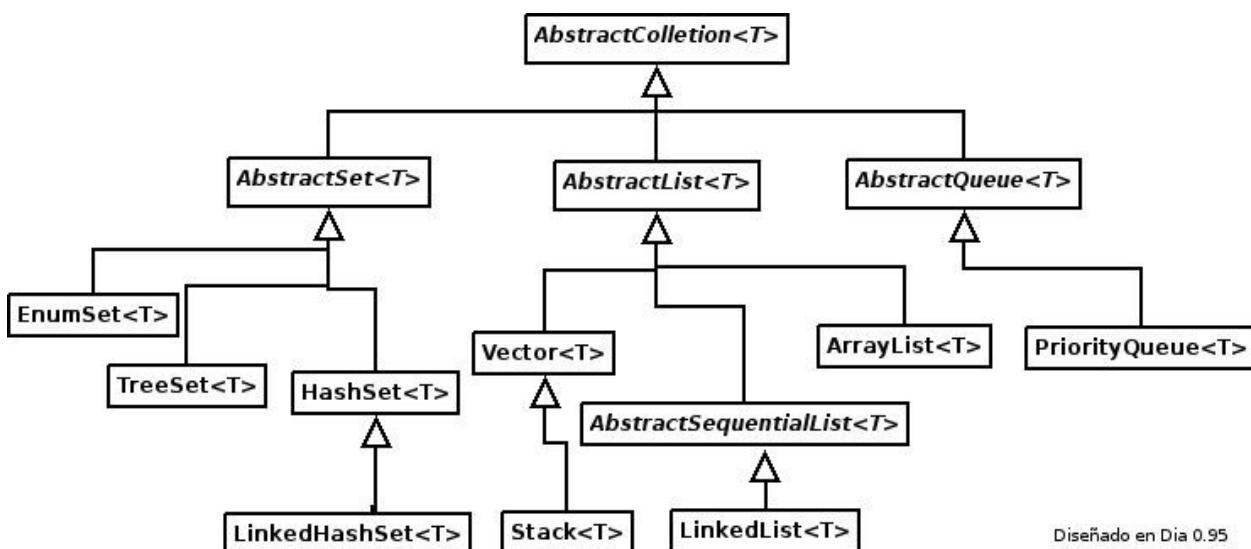 AbstractColletion<T>
AbstractSet<T>
AbstractList<T>
AbstractQueue<T>
EnumSet<T>
TreeSet<T>
HashSet<T>
Vector<T>
ArrayList<T>
PriorityQueue<T>
AbstractSequentialList<T>
LinkedHashSet<T>
Stack<T>
LinkedList<T>
Diseñado en Dia 0.95